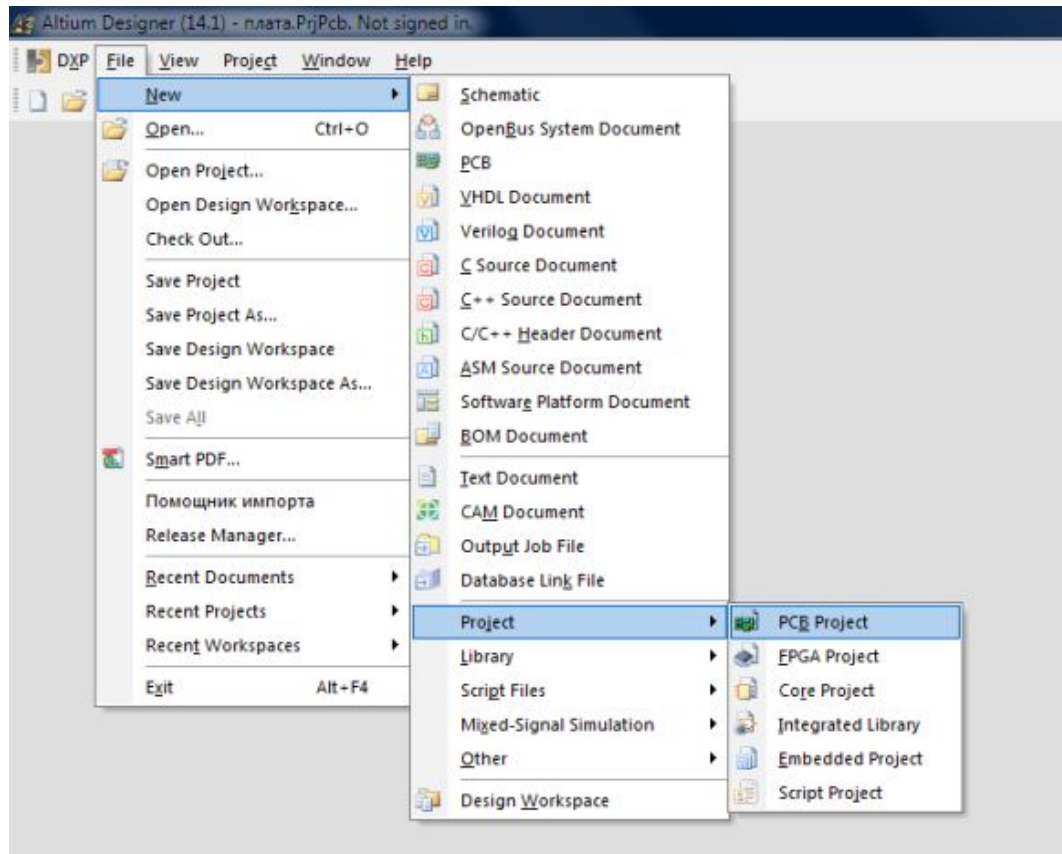 Altium Designer (14.1) - плата.PrjPcb. Not signed in.
DXP File View Project Window Help
New
Open... Ctrl+O
Open Project...
Open Design Workspace...
Check Out...
Save Project
Save Project As...
Save Design Workspace
Save Design Workspace As...
Save All
Smart PDF...
Помощник импорта
Release Manager...
Recent Documents
Recent Projects
Recent Workspaces
Exit Alt+F4
Schematic
OpenBus System Document
PCB
VHDL Document
Verilog Document
C Source Document
C++ Source Document
C/C++ Header Document
ASM Source Document
Software Platform Document
BOM Document
Text Document
CAM Document
Output Job File
Database Link File
Project
Library
Script Files
Mixed-Signal Simulation
Other
Design Workspace
PCB Project
FPGA Project
Core Project
Integrated Library
Embedded Project
Script Project